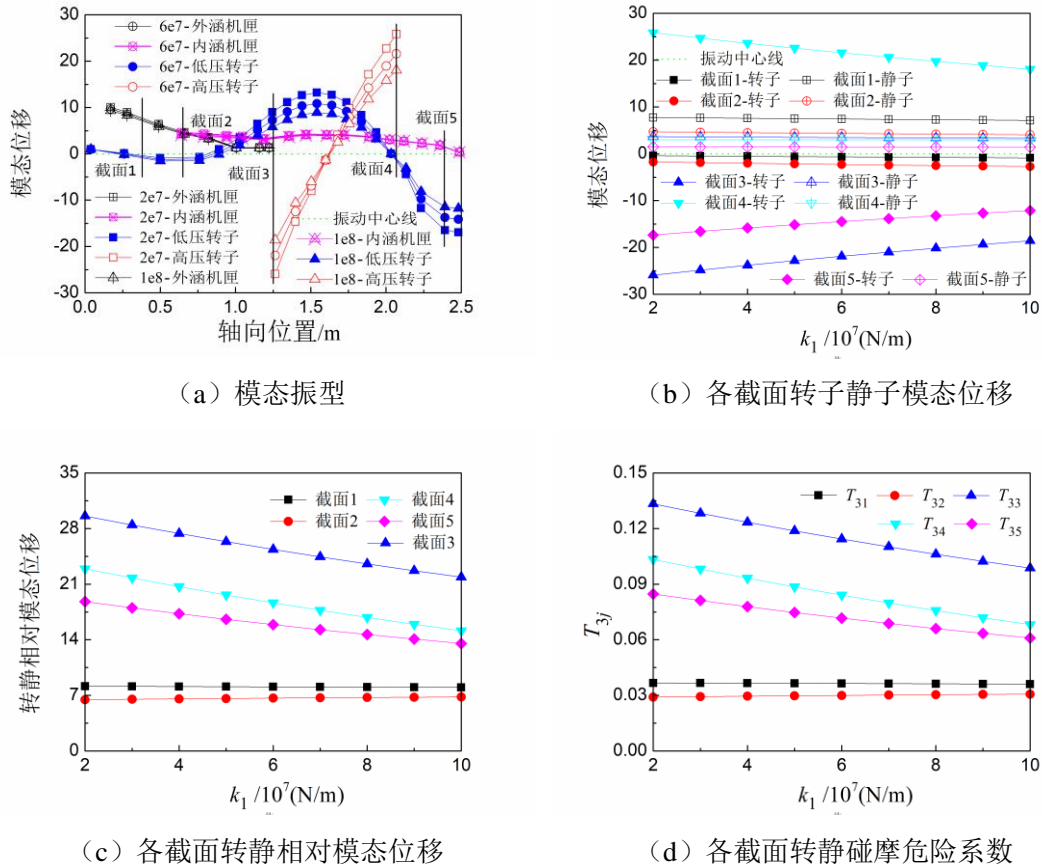 30
20
10
0
-10
-20
-30
模态位移
6e7-外涵机匣
6e7-内涵机匣
6e7-低压转子
6e7-高压转子
截面1
截面2
截面3
截面4
截面5
2e7-外涵机匣
2e7-内涵机匣
2e7-低压转子
2e7-高压转子
1e8-外涵机匣
振动中心线
1e8-内涵机匣
1e8-低压转子
1e8-高压转子
0.0 0.5 1.0 1.5 2.0 2.5
轴向位置/m
（a）模态振型
30
20
10
0
-10
-20
-30
模态位移
振动中心线
截面1-转子 截面1-静子
截面2-转子 截面2-静子
截面3-转子 截面3-静子
截面4-转子 截面4-静子
截面5-转子 截面5-静子
2 4 6 8 10
k₁ /10⁷(N/m)
（b）各截面转子静子模态位移
35
28
21
14
7
0
转静相对模态位移
截面1 截面4
截面2 截面5
截面3
2 4 6 8 10
k₁ /10⁷(N/m)
（c）各截面转静相对模态位移
0.15
0.12
0.09
0.06
0.03
0.00
T₃ⱼ
T₃₁ T₃₂ T₃₃
T₃₄ T₃₅
2 4 6 8 10
k₁ /10⁷(N/m)
（d）各截面转静碰摩危险系数